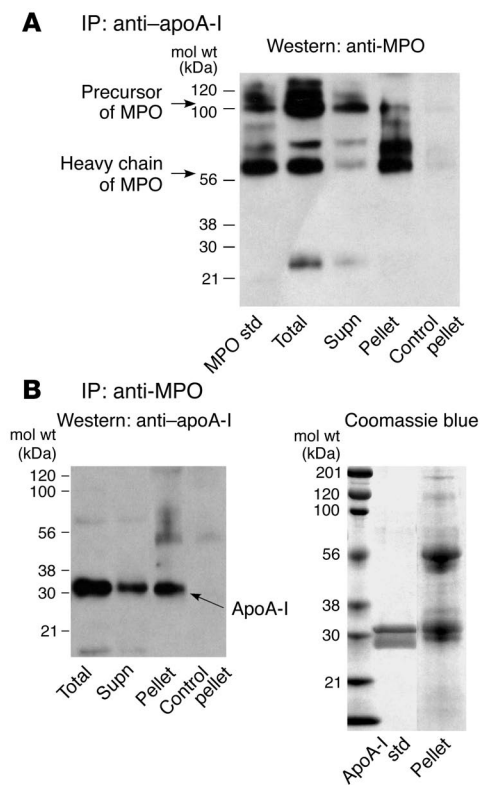 A
IP: anti–apoA-I
Western: anti-MPO
mol wt
(kDa)
Precursor
of MPO
Heavy chain
of MPO
120
100
56
38
30
21
MPO std
Total
Supn
Pellet
Control
pellet
B
IP: anti-MPO
Western: anti–apoA-I
mol wt
(kDa)
120
100
56
38
30
21
ApoA-I
Total
Supn
Pellet
Control
pellet
Coomassie blue
mol wt
(kDa)
201
120
100
56
38
30
21
ApoA-I
std
Pellet